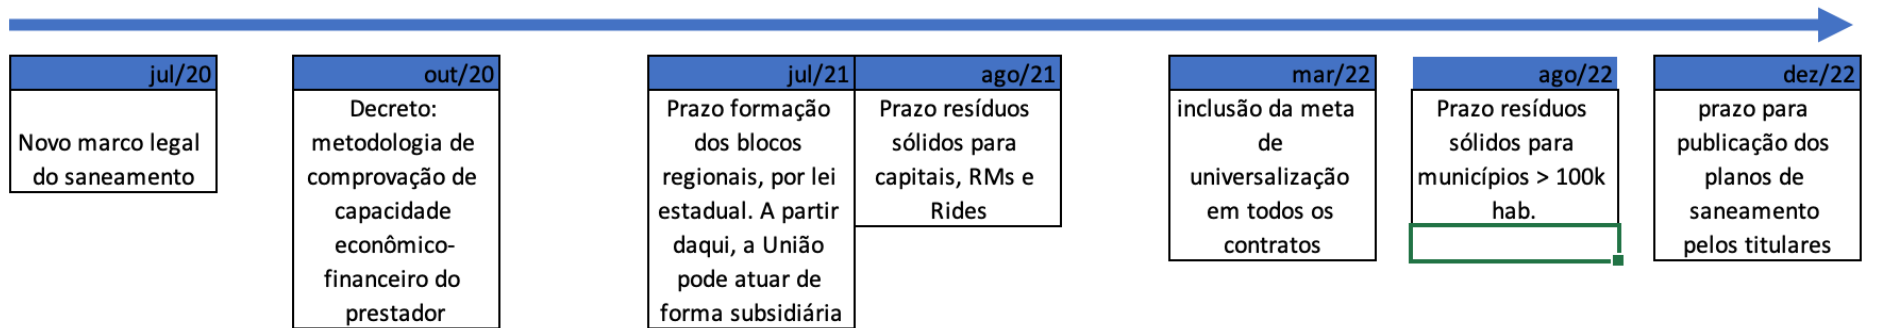 jul/20
Novo marco legal
do saneamento
out/20
Decreto:
metodologia de
comprovação de
capacidade
econômico-
financeiro do
prestador
jul/21
Prazo formação
dos blocos
regionais, por lei
estadual. A partir
daqui, a União
pode atuar de
forma subsidiária
ago/21
Prazo resíduos
sólidos para
capitais, RMs e
Rides
mar/22
inclusão da meta
de
universalização
em todos os
contratos
ago/22
Prazo resíduos
sólidos para
municípios > 100k
hab.
dez/22
prazo para
publicação dos
planos de
saneamento
pelos titulares